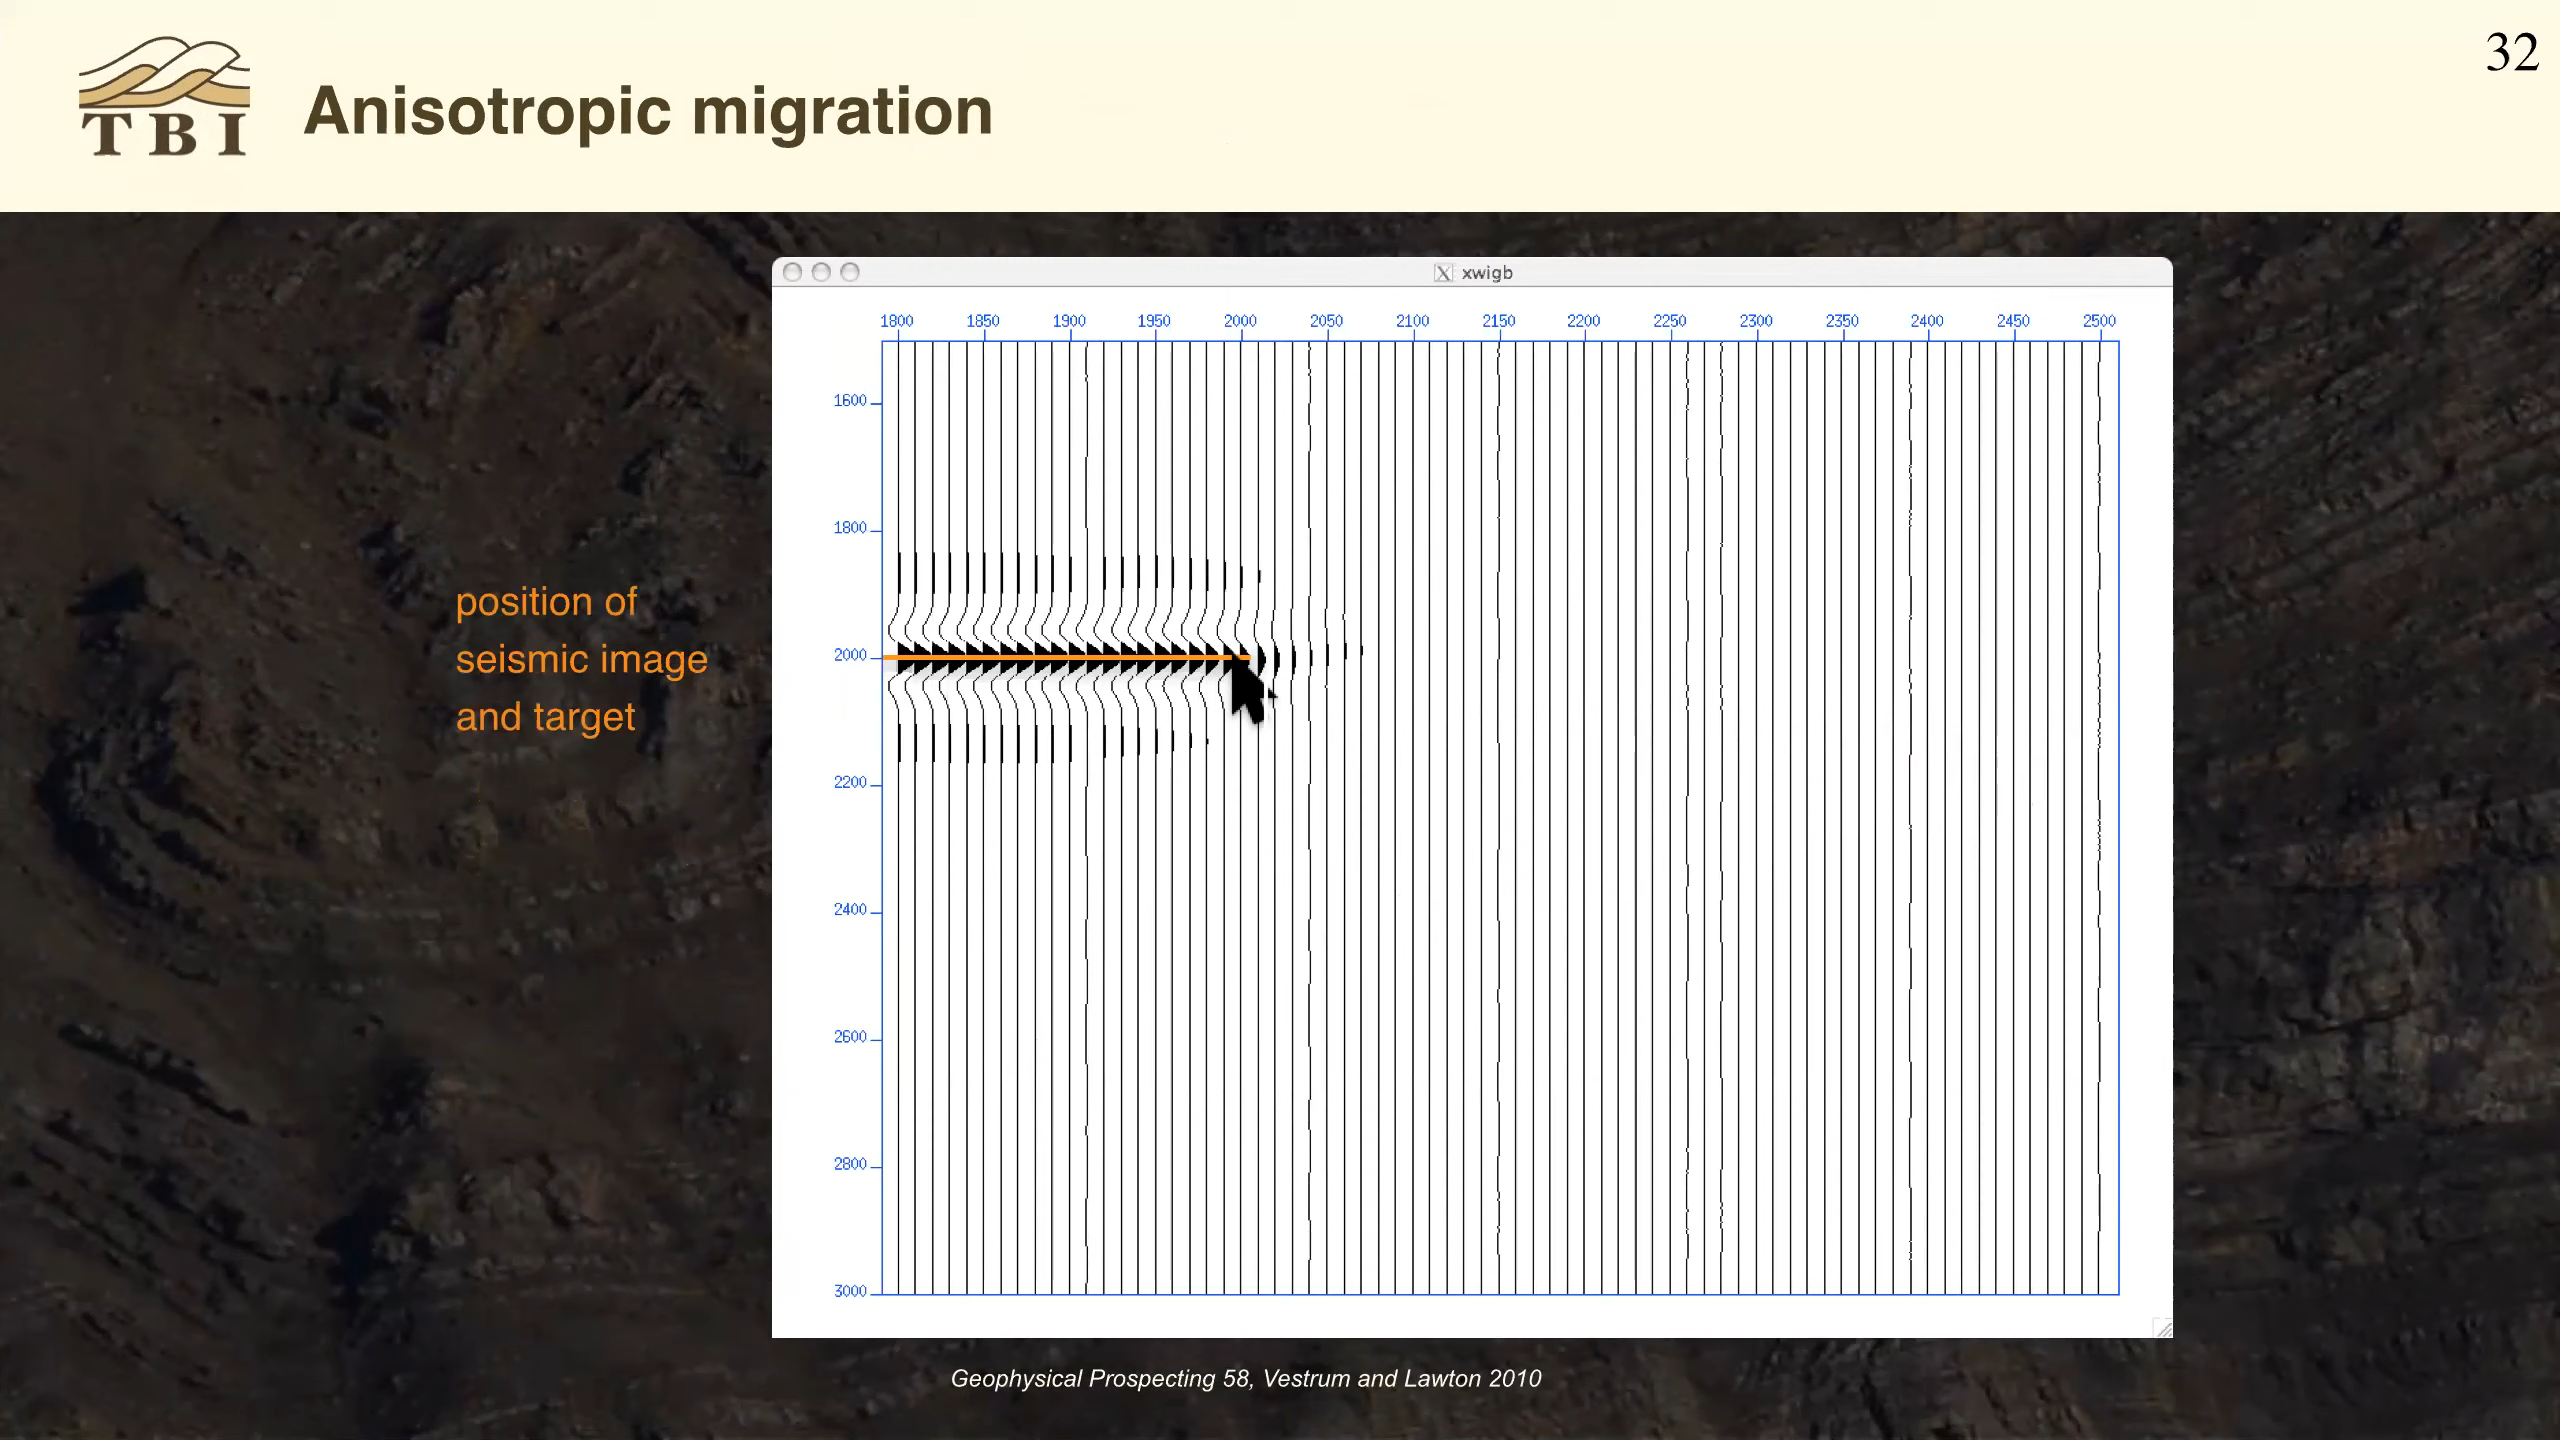 32
TBI
Anisotropic migration
xwigb
1800 1850 1900 1950 2000 2050 2100 2150 2200 2250 2300 2350 2400 2450 2500
1600
1800
position of
seismic image
and target
2000
2200
2400
2600
2800
3000
Geophysical Prospecting 58, Vestrum and Lawton 2010